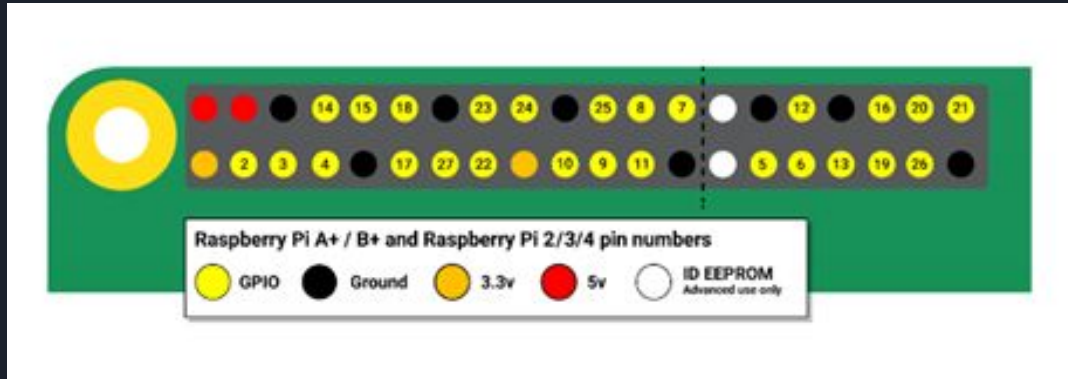 14 15 18 23 24 25 8 7 12 16 20 21
2 3 4 17 27 22 10 9 11 5 6 13 19 26
Raspberry Pi A+ / B+ and Raspberry Pi 2/3/4 pin numbers
GPIO Ground 3.3v 5v ID EEPROM
Advanced use only